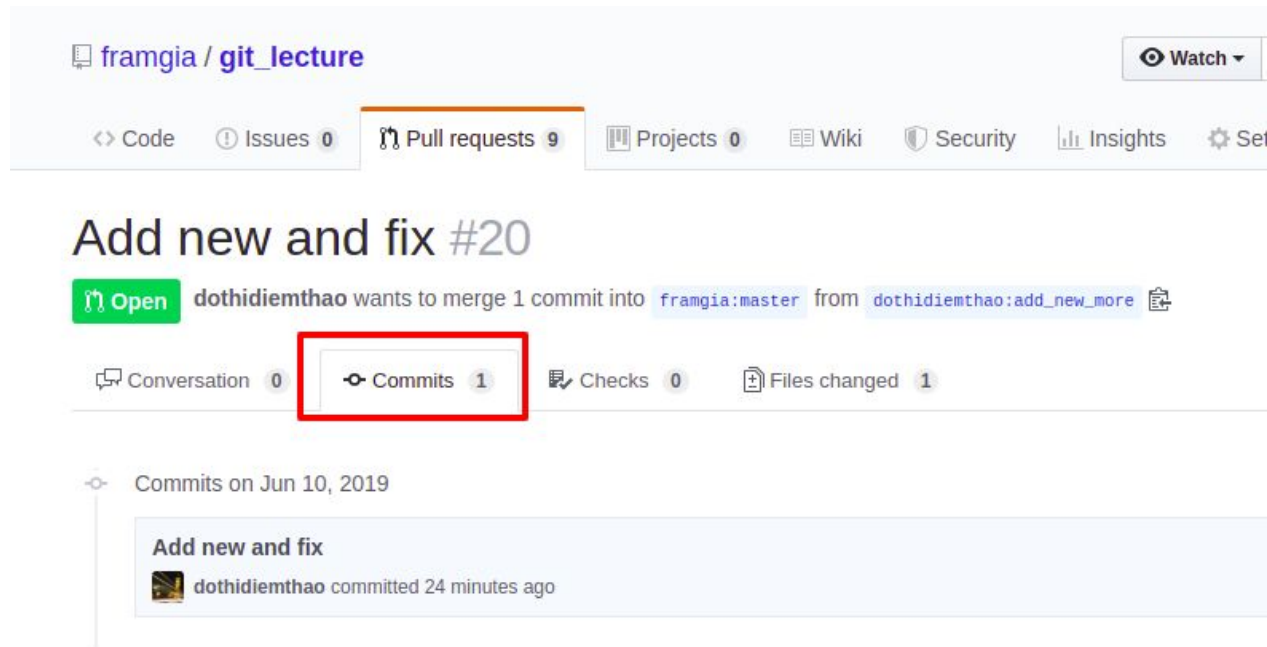 framgia / git_lecture
Watch
Code Issues 0 Pull requests 9 Projects 0 Wiki Security Insights Set
Add new and fix #20
Open dothidiemthao wants to merge 1 commit into framgia:master from dothidiemthao:add_new_more
Conversation 0 Commits 1 Checks 0 Files changed 1
Commits on Jun 10, 2019
Add new and fix
dothidiemthao committed 24 minutes ago